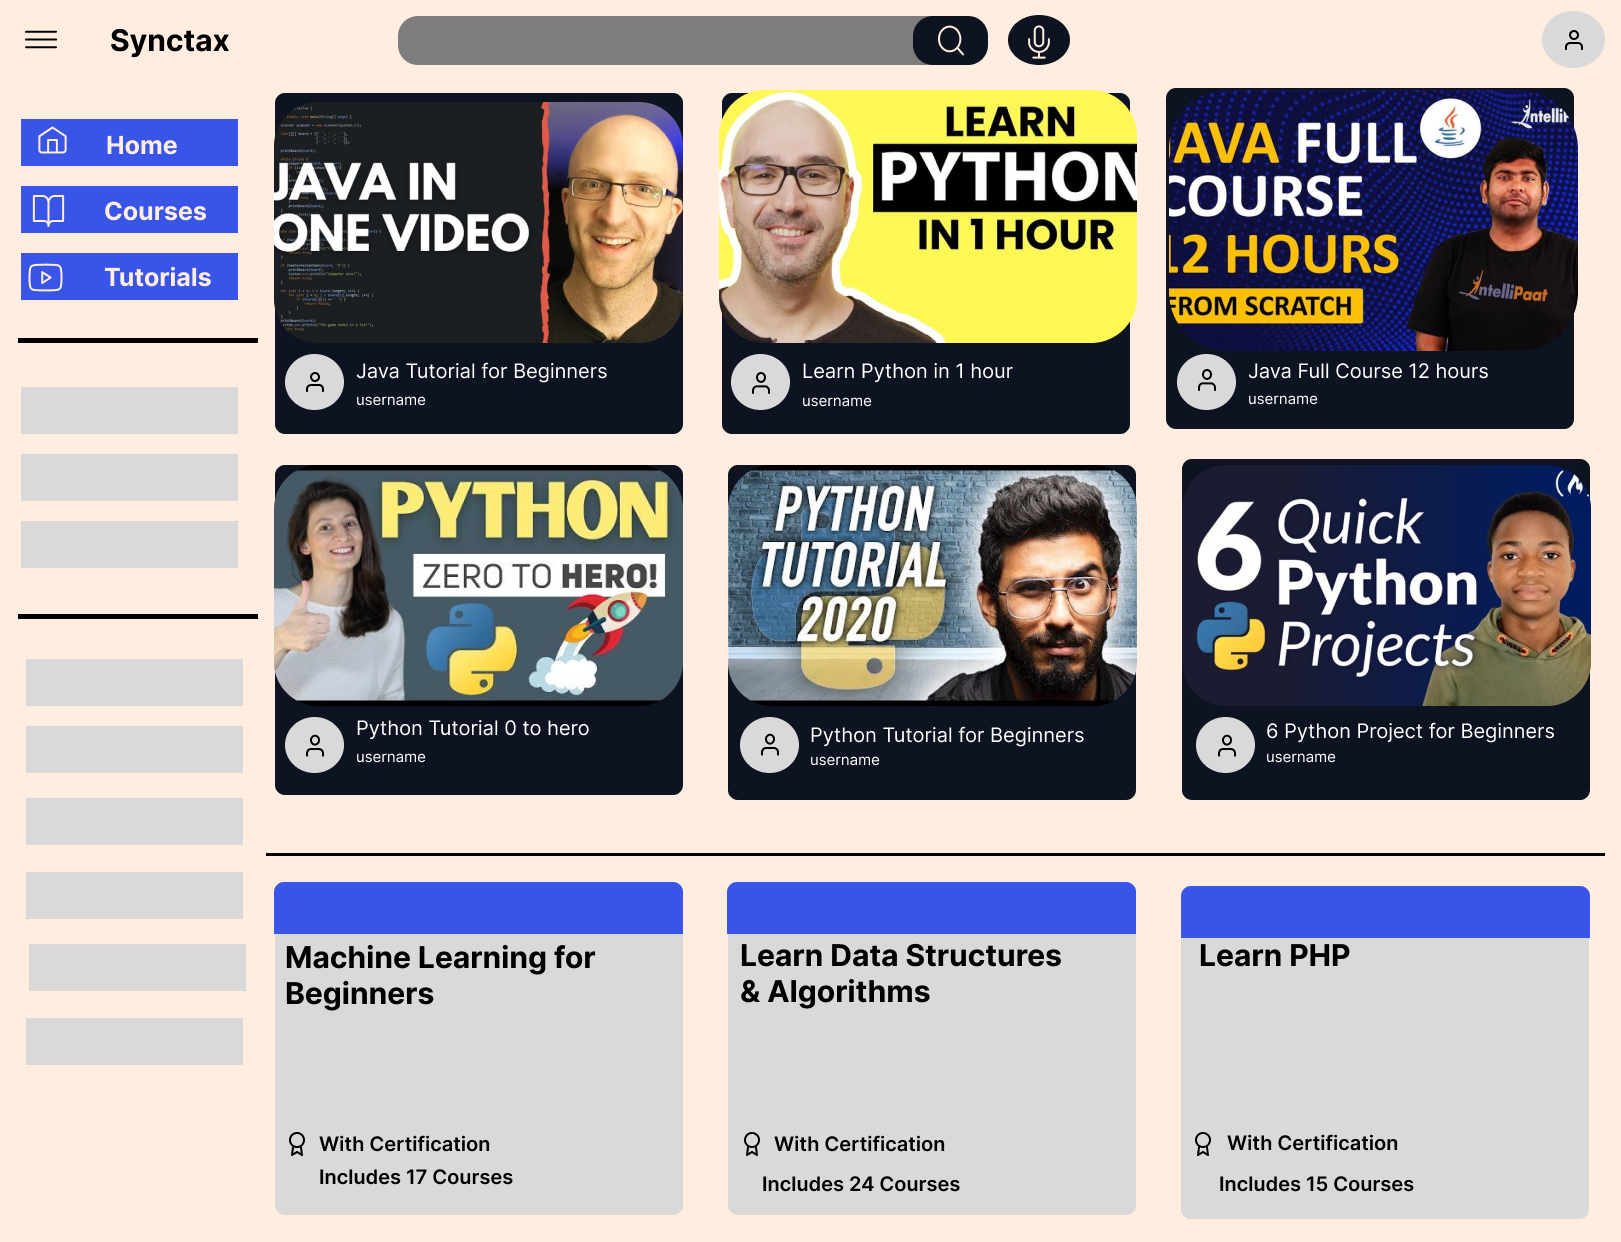 Synctax
Home
Courses
Tutorials
JAVA IN
ONE VIDEO
Java Tutorial for Beginners
username
LEARN
PYTHON
IN 1 HOUR
Learn Python in 1 hour
username
JAVA FULL
COURSE
12 HOURS
FROM SCRATCH
Intelli
IntelliPaat
Java Full Course 12 hours
username
PYTHON
ZERO TO HERO!
Python Tutorial 0 to hero
username
PYTHON
TUTORIAL
2020
Python Tutorial for Beginners
username
6 Quick
Python
Projects
6 Python Project for Beginners
username
Machine Learning for
Beginners
With Certification
Includes 17 Courses
Learn Data Structures
& Algorithms
With Certification
Includes 24 Courses
Learn PHP
With Certification
Includes 15 Courses